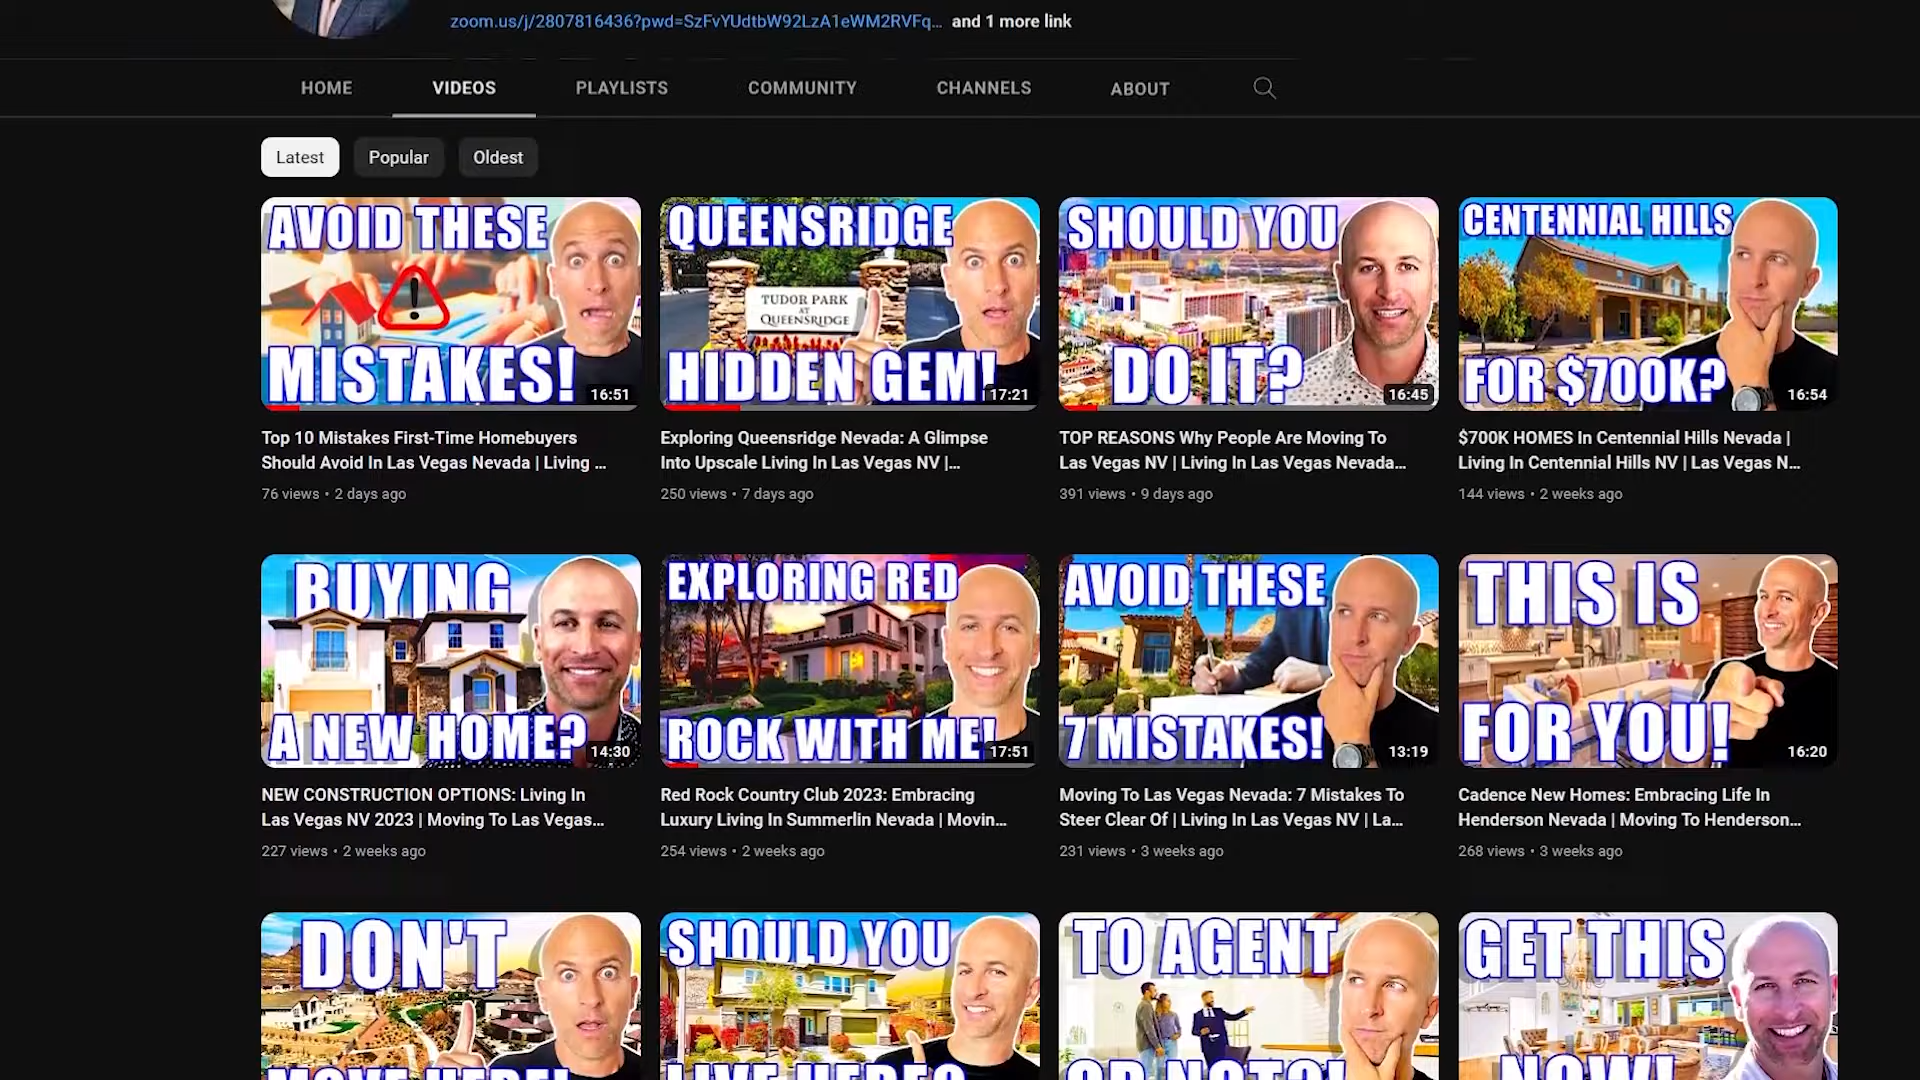 zoom.us/j/2807816436?pwd=SzFvYUdtbW92LzA1eWM2RVFq... and 1 more link
HOME VIDEOS PLAYLISTS COMMUNITY CHANNELS ABOUT
Latest Popular Oldest
AVOID THESE
MISTAKES!
16:51
QUEENSRIDGE
TUDOR PARK
AT
QUEENSRIDGE
HIDDEN GEM!
17:21
SHOULD YOU
DO IT?
16:45
CENTENNIAL HILLS
FOR $700K?
16:54
Top 10 Mistakes First-Time Homebuyers
Should Avoid In Las Vegas Nevada | Living ...
76 views • 2 days ago
Exploring Queensridge Nevada: A Glimpse
Into Upscale Living In Las Vegas NV |...
250 views • 7 days ago
TOP REASONS Why People Are Moving To
Las Vegas NV | Living In Las Vegas Nevada...
391 views • 9 days ago
$700K HOMES In Centennial Hills Nevada |
Living In Centennial Hills NV | Las Vegas N...
144 views • 2 weeks ago
BUYING
A NEW HOME?
14:30
EXPLORING RED
ROCK WITH ME!
17:51
AVOID THESE
7 MISTAKES!
13:19
THIS IS
FOR YOU!
16:20
NEW CONSTRUCTION OPTIONS: Living In
Las Vegas NV 2023 | Moving To Las Vegas...
227 views • 2 weeks ago
Red Rock Country Club 2023: Embracing
Luxury Living In Summerlin Nevada | Movin...
254 views • 2 weeks ago
Moving To Las Vegas Nevada: 7 Mistakes To
Steer Clear Of | Living In Las Vegas NV | La...
231 views • 3 weeks ago
Cadence New Homes: Embracing Life In
Henderson Nevada | Moving To Henderson...
268 views • 3 weeks ago
DON'T
MOVE HERE!
SHOULD YOU
LIVE HERE?
TO AGENT
OR NOT?!
GET THIS
NOW!